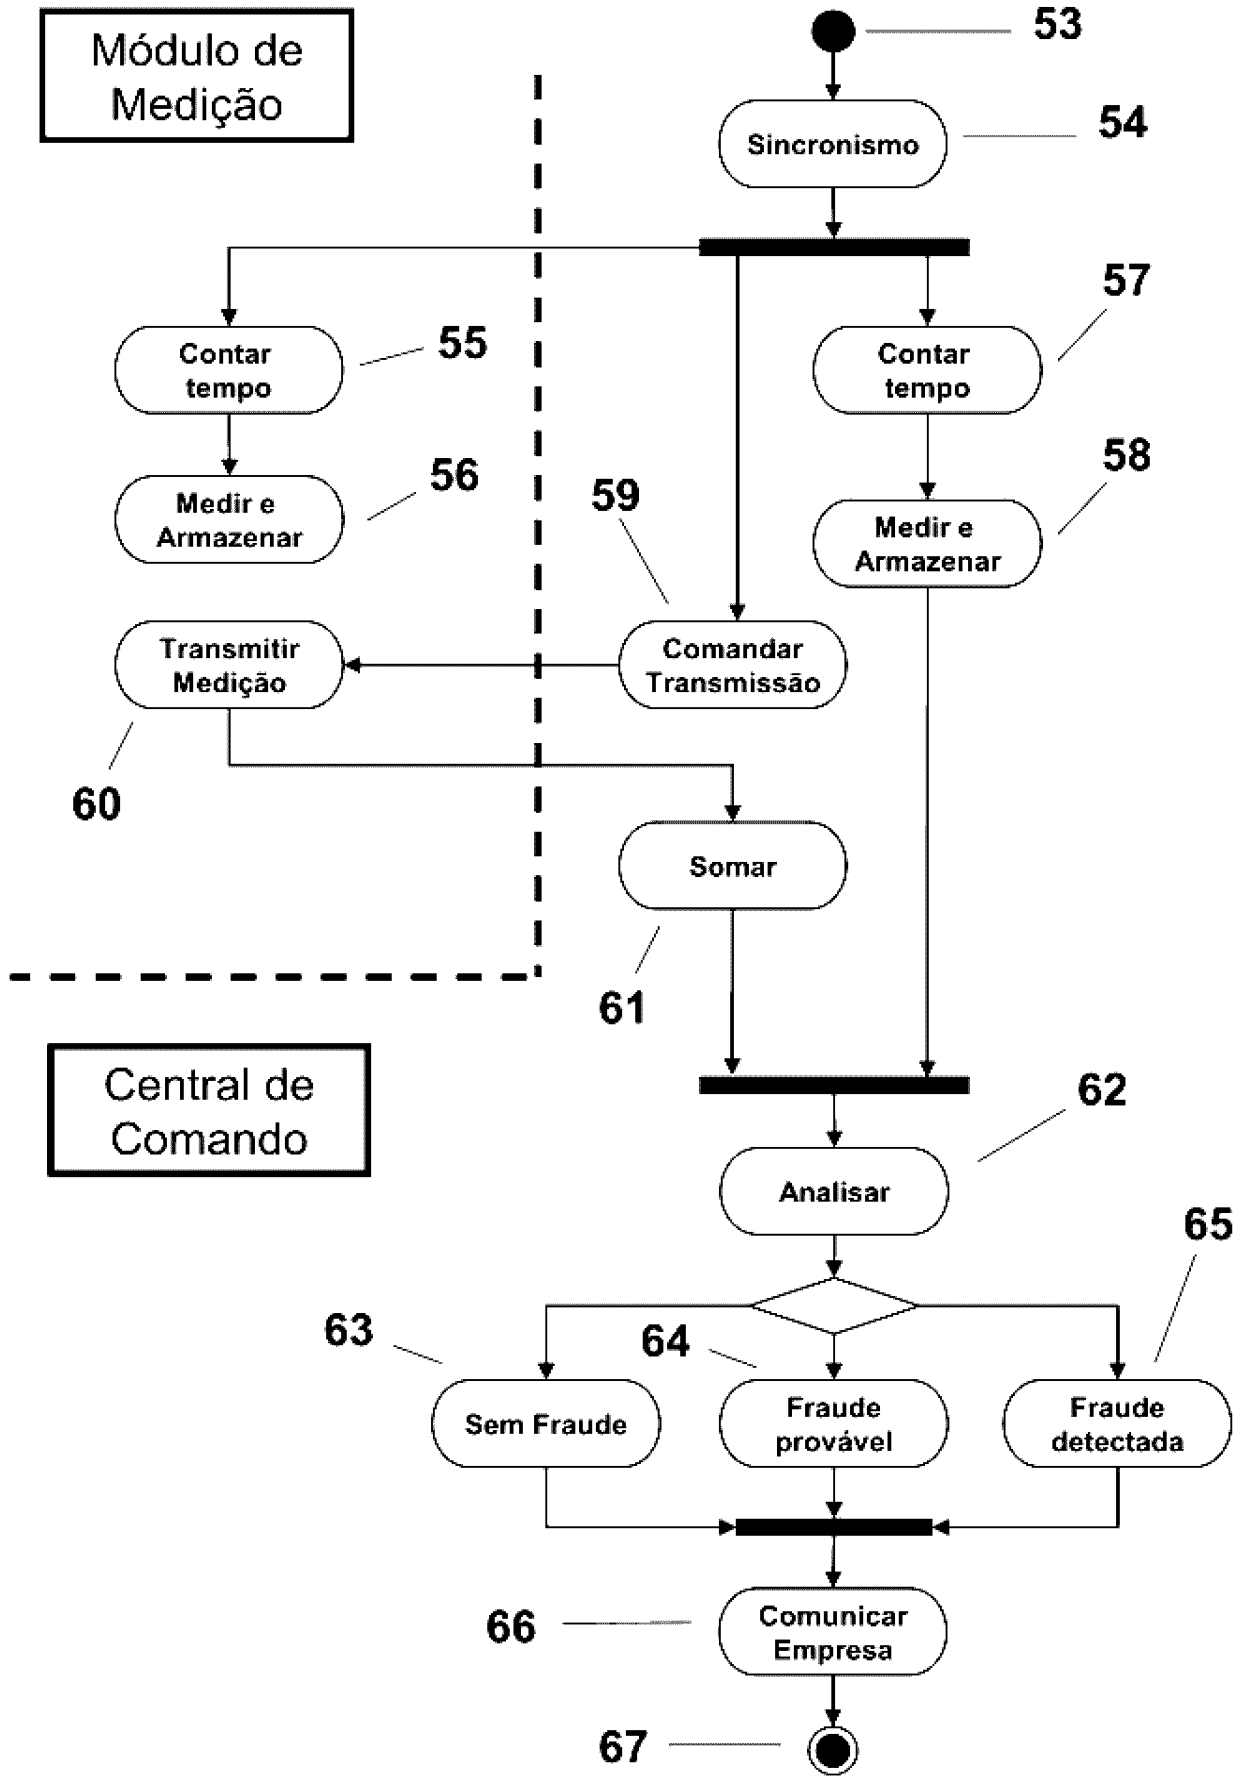 Módulo de
Medição
53
Sincronismo
54
57
Contar
tempo
55
Contar
tempo
Medir e
Armazenar
56
59
Medir e
Armazenar
58
Transmitir
Medição
Comandar
Transmissão
60
Somar
61
Central de
Comando
62
Analisar
65
63
64
Sem Fraude
Fraude
provável
Fraude
detectada
66
Comunicar
Empresa
67